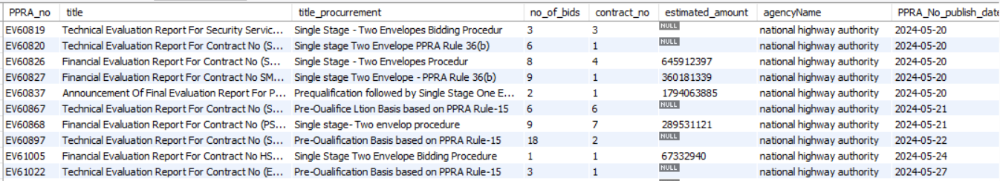 PPRA_no title title_procurrement no_of_bids contract_no estimated_amount agencyName PPRA_No_publish_date
EV60819 Technical Evaluation Report For Security Servic... Single Stage - Two Envelopes Bidding Procedur 3 3 NULL national highway authority 2024-05-20
EV60820 Technical Evaluation Report For Contract No (S... Single stage Two Envelope PPRA Rule 36(b) 6 1 NULL national highway authority 2024-05-20
EV60826 Financial Evaluation Report For Contract No (S... Single Stage - Two Envelopes Procedur 8 4 645912397 national highway authority 2024-05-20
EV60827 Financial Evaluation Report For Contract No SM... Single stage Two Envelope - PPRA Rule 36(b) 9 1 360181339 national highway authority 2024-05-20
EV60837 Announcement Of Final Evaluation Report For P... Prequalification followed by Single Stage One E... 2 1 1794063885 national highway authority 2024-05-20
EV60867 Technical Evaluation Report For Contract No (S... Pre-Qualifice Ltion Basis based on PPRA Rule-15 6 6 NULL national highway authority 2024-05-21
EV60868 Financial Evaluation Report For Contract No (PS... Single stage- Two envelop procedure 9 7 289531121 national highway authority 2024-05-21
EV60897 Technical Evaluation Report For Contract No (S... Pre-Qualification Basis based on PPRA Rule-15 18 2 NULL national highway authority 2024-05-22
EV61005 Financial Evaluation Report For Contract No HS... Single Stage Two Envelope Bidding Procedure 1 1 67332940 national highway authority 2024-05-24
EV61022 Technical Evaluation Report For Contract No (E... Pre-Qualification Basis based on PPRA Rule-15 3 1 NULL national highway authority 2024-05-27